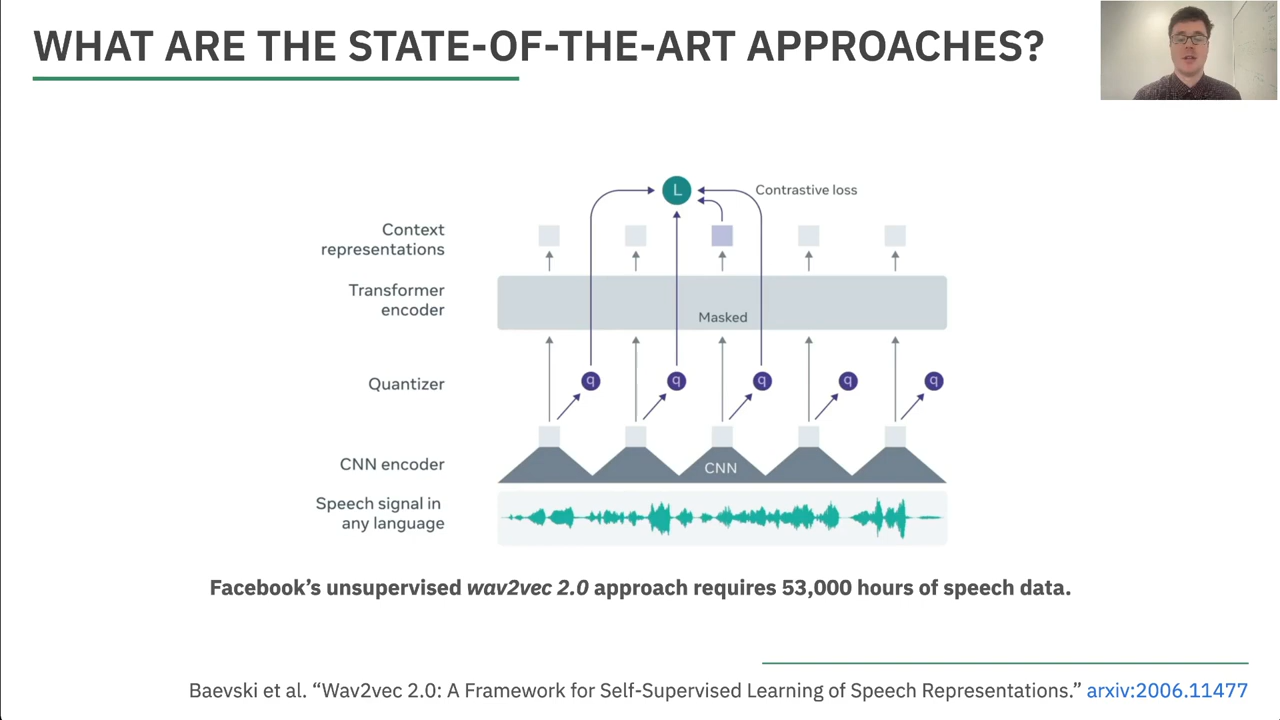 WHAT ARE THE STATE-OF-THE-ART APPROACHES?
L
Contrastive loss
Context
representations
Transformer
encoder
Masked
Quantizer
q q q q q
CNN encoder
CNN
Speech signal in
any language
Facebook's unsupervised wav2vec 2.0 approach requires 53,000 hours of speech data.
Baevski et al. “Wav2vec 2.0: A Framework for Self-Supervised Learning of Speech Representations.” arxiv:2006.11477